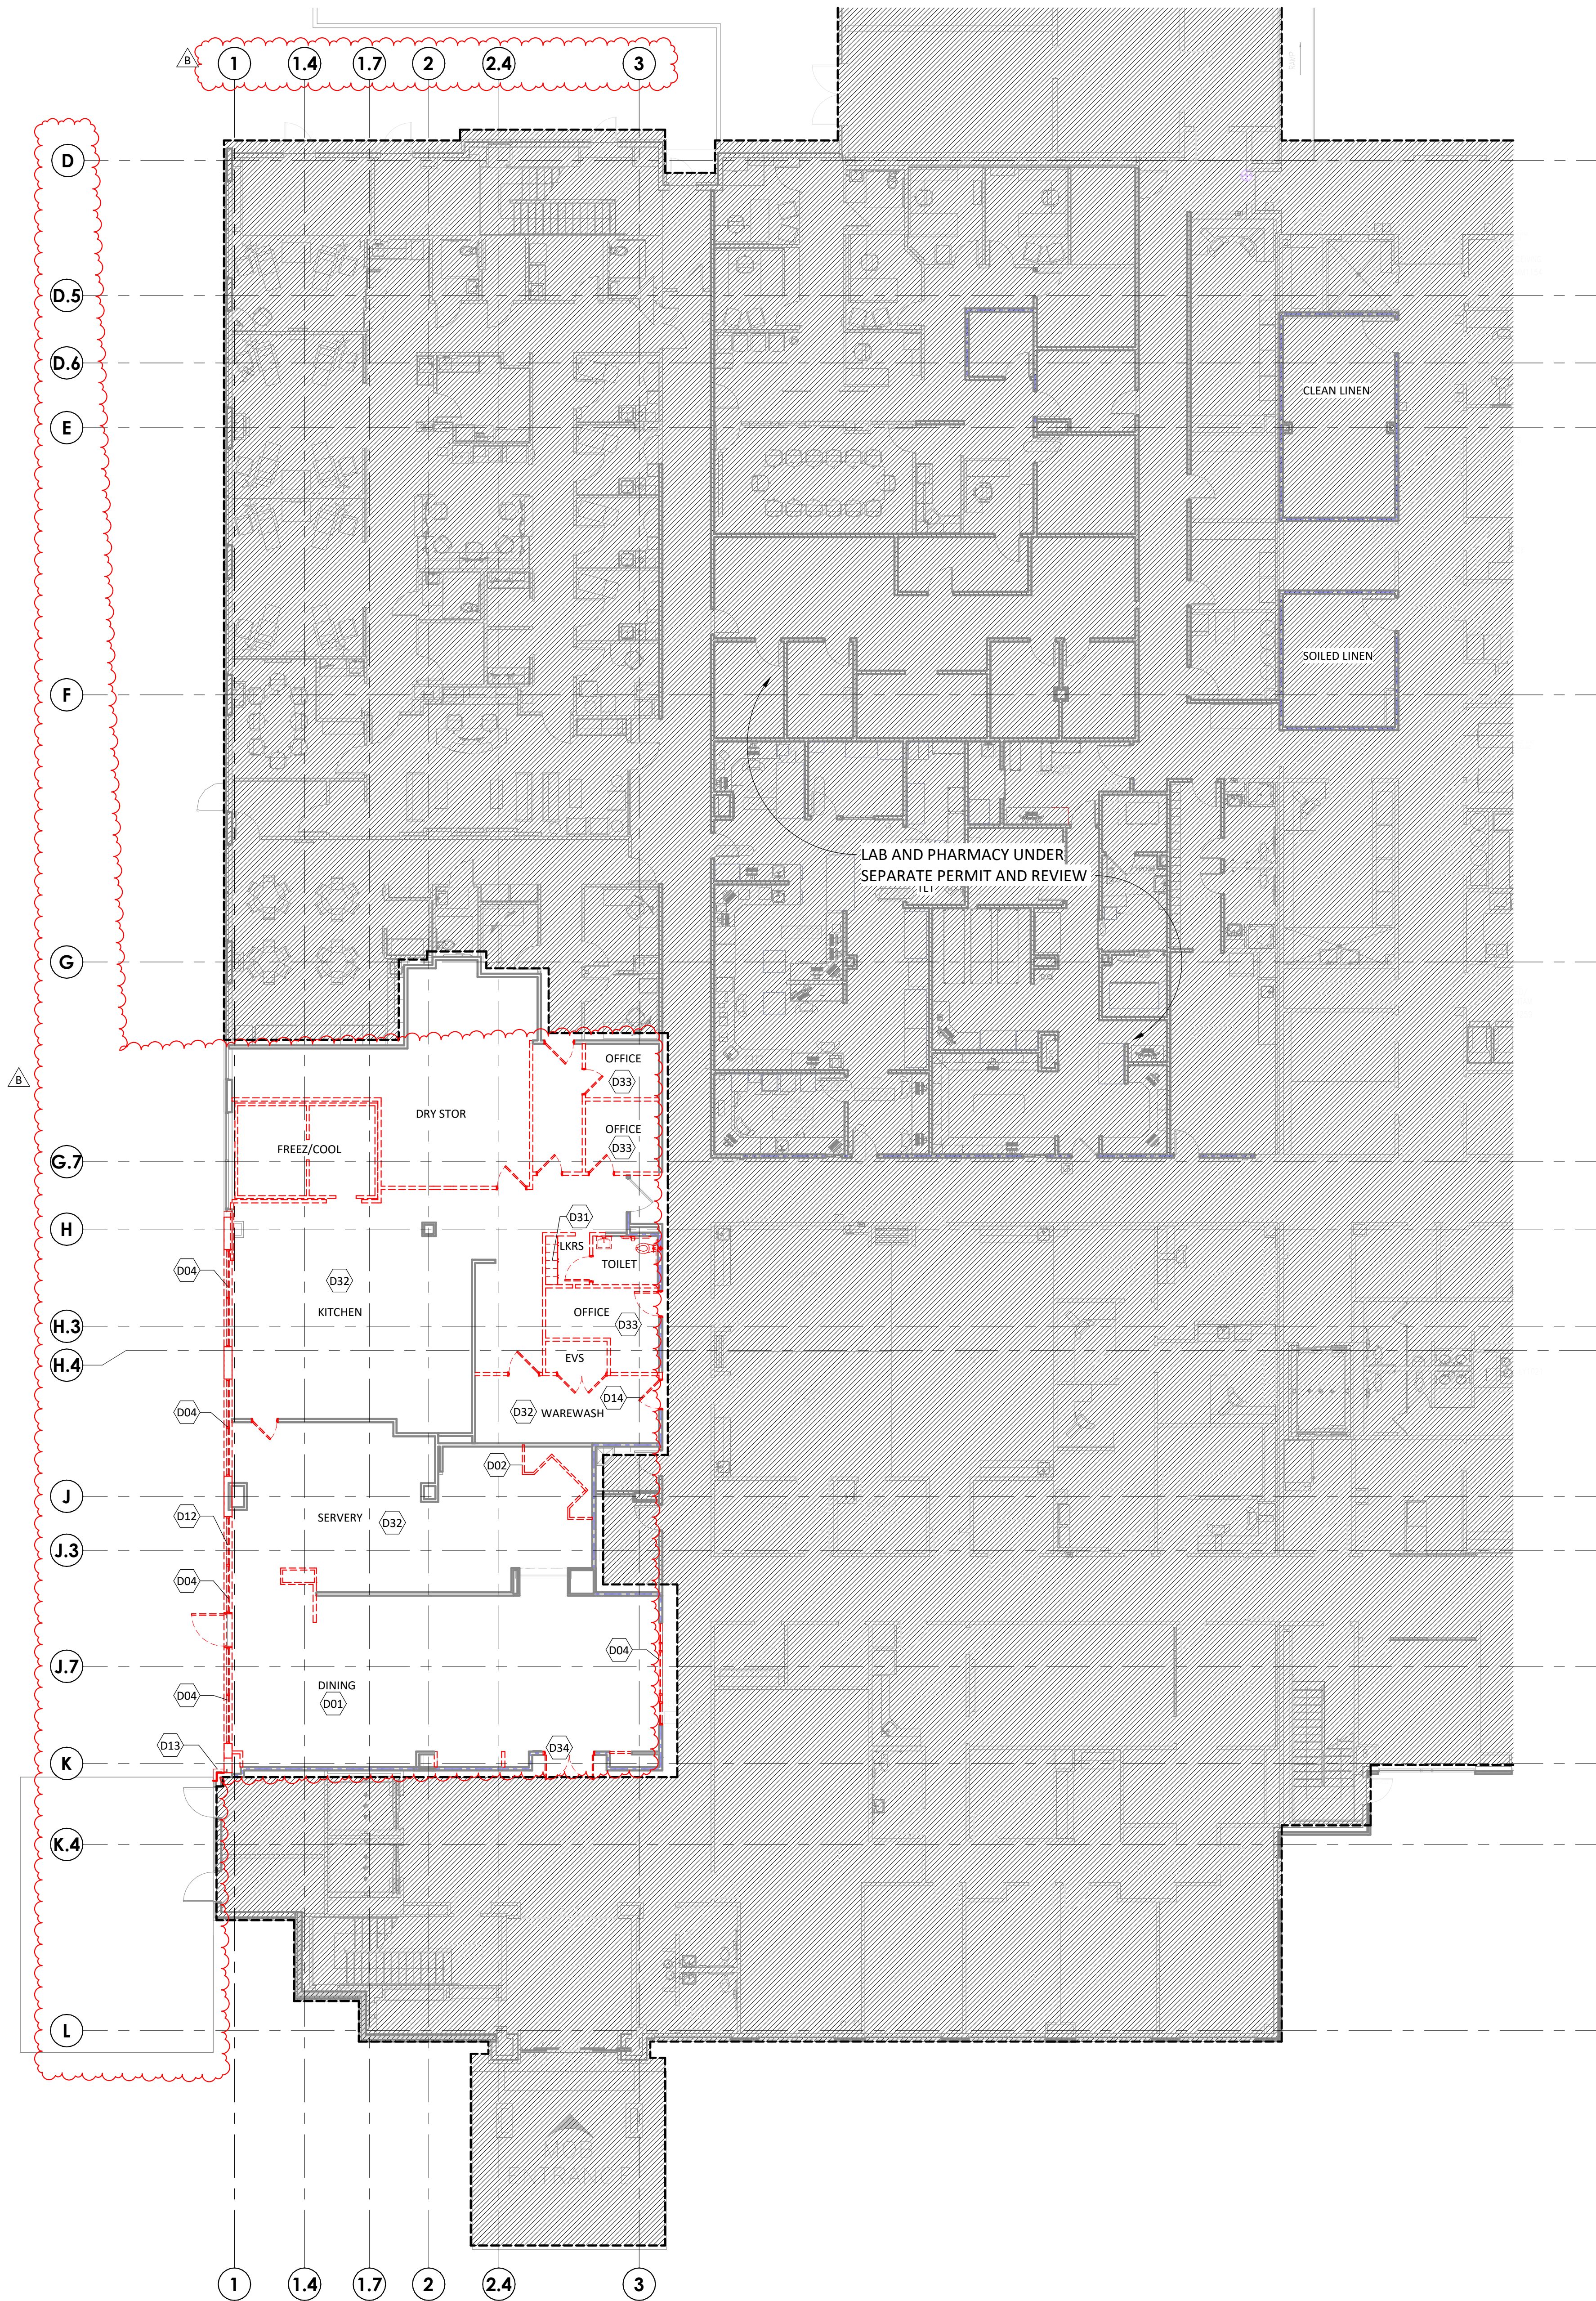 B
1
1.4
1.7
2
2.4
3
D
D.5
D.6
E
CLEAN LINEN
F
SOILED LINEN
LAB AND PHARMACY UNDER
SEPARATE PERMIT AND REVIEW
G
B
OFFICE
D33
DRY STOR
OFFICE
D33
FREEZ/COOL
G.7
H
D31
LKRS
TOILET
D04
D32
KITCHEN
OFFICE
D33
H.3
H.4
EVS
D14
D04
D32
WAREWASH
D02
J
D12
SERVERY
D32
J.3
D04
D04
J.7
DINING
D01
D04
D13
D34
K
K.4
L
ENTRANCE
1
1.4
1.7
2
2.4
3